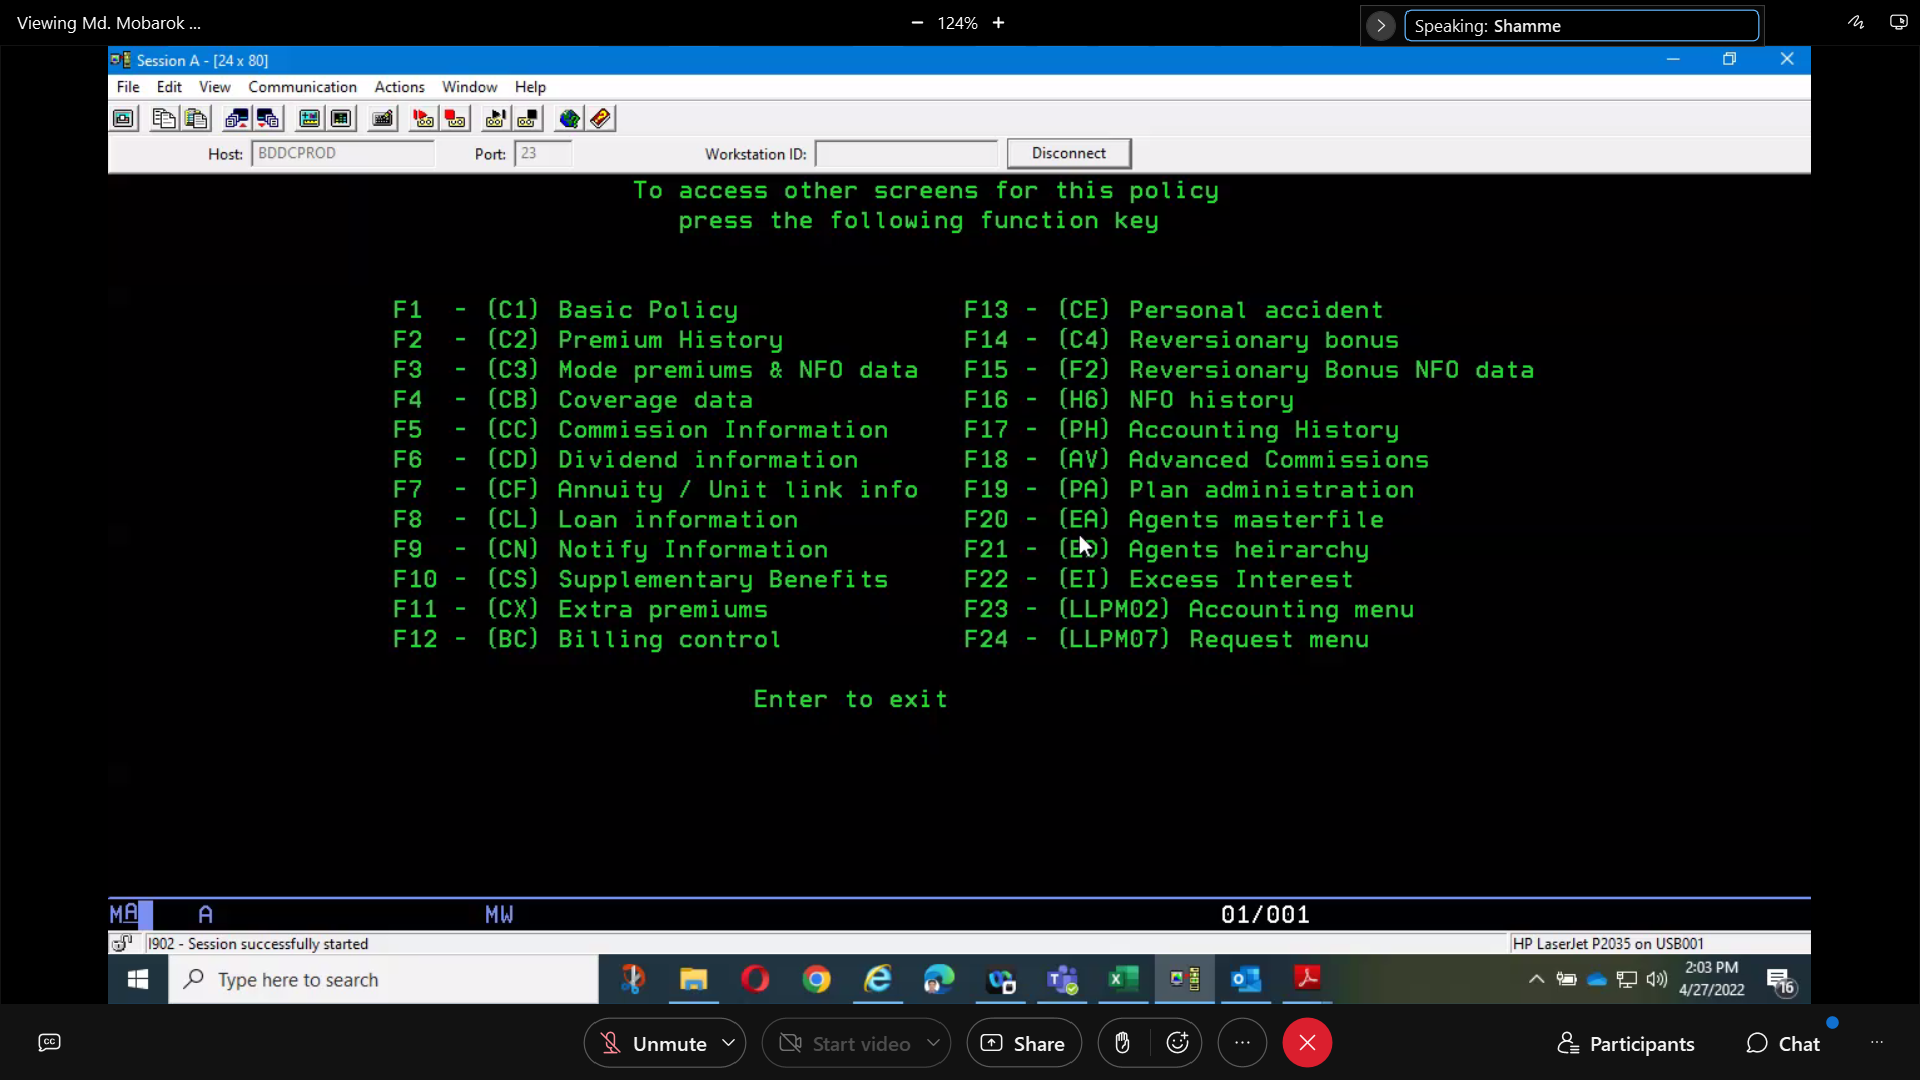 Viewing Md. Mobarok ...
124%
Speaking: Shamme
Session A - [24 x 80]
File Edit View Communication Actions Window Help
Host: BDDCPROD Port: 23 Workstation ID: Disconnect
To access other screens for this policy
press the following function key
F1 - (C1) Basic Policy F13 - (CE) Personal accident
F2 - (C2) Premium History F14 - (C4) Reversionary bonus
F3 - (C3) Mode premiums & NFO data F15 - (F2) Reversionary Bonus NFO data
F4 - (CB) Coverage data F16 - (H6) NFO history
F5 - (CC) Commission Information F17 - (PH) Accounting History
F6 - (CD) Dividend information F18 - (AV) Advanced Commissions
F7 - (CF) Annuity / Unit link info F19 - (PA) Plan administration
F8 - (CL) Loan information F20 - (EA) Agents masterfile
F9 - (CN) Notify Information F21 - Agents heirarchy
F10 - (CS) Supplementary Benefits F22 - (EI) Excess Interest
F11 - (CX) Extra premiums F23 - (LLPM02) Accounting menu
F12 - (BC) Billing control F24 - (LLPM07) Request menu
Enter to exit
MA A MW 01/001
I902 - Session successfully started HP LaserJet P2035 on USB001
Type here to search
2:03 PM
4/27/2022
16
CC Unmute Start video Share Participants Chat